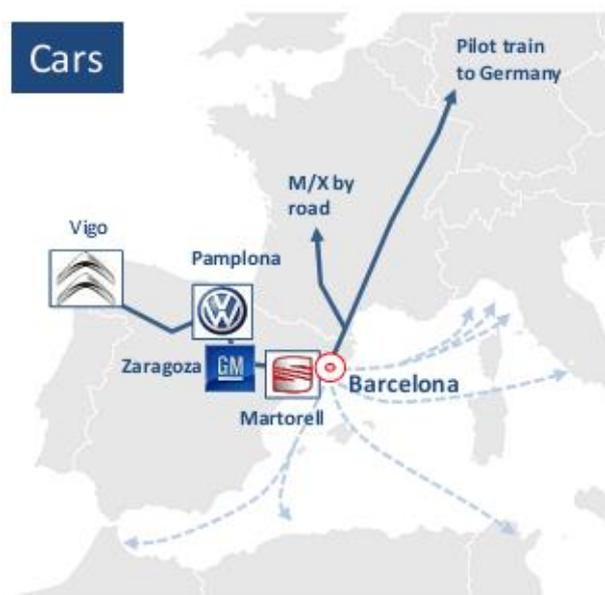 Cars
Pilot train
to Germany
M/X by
road
Vigo
Pamplona
Zaragoza
GM
Barcelona
Martorell